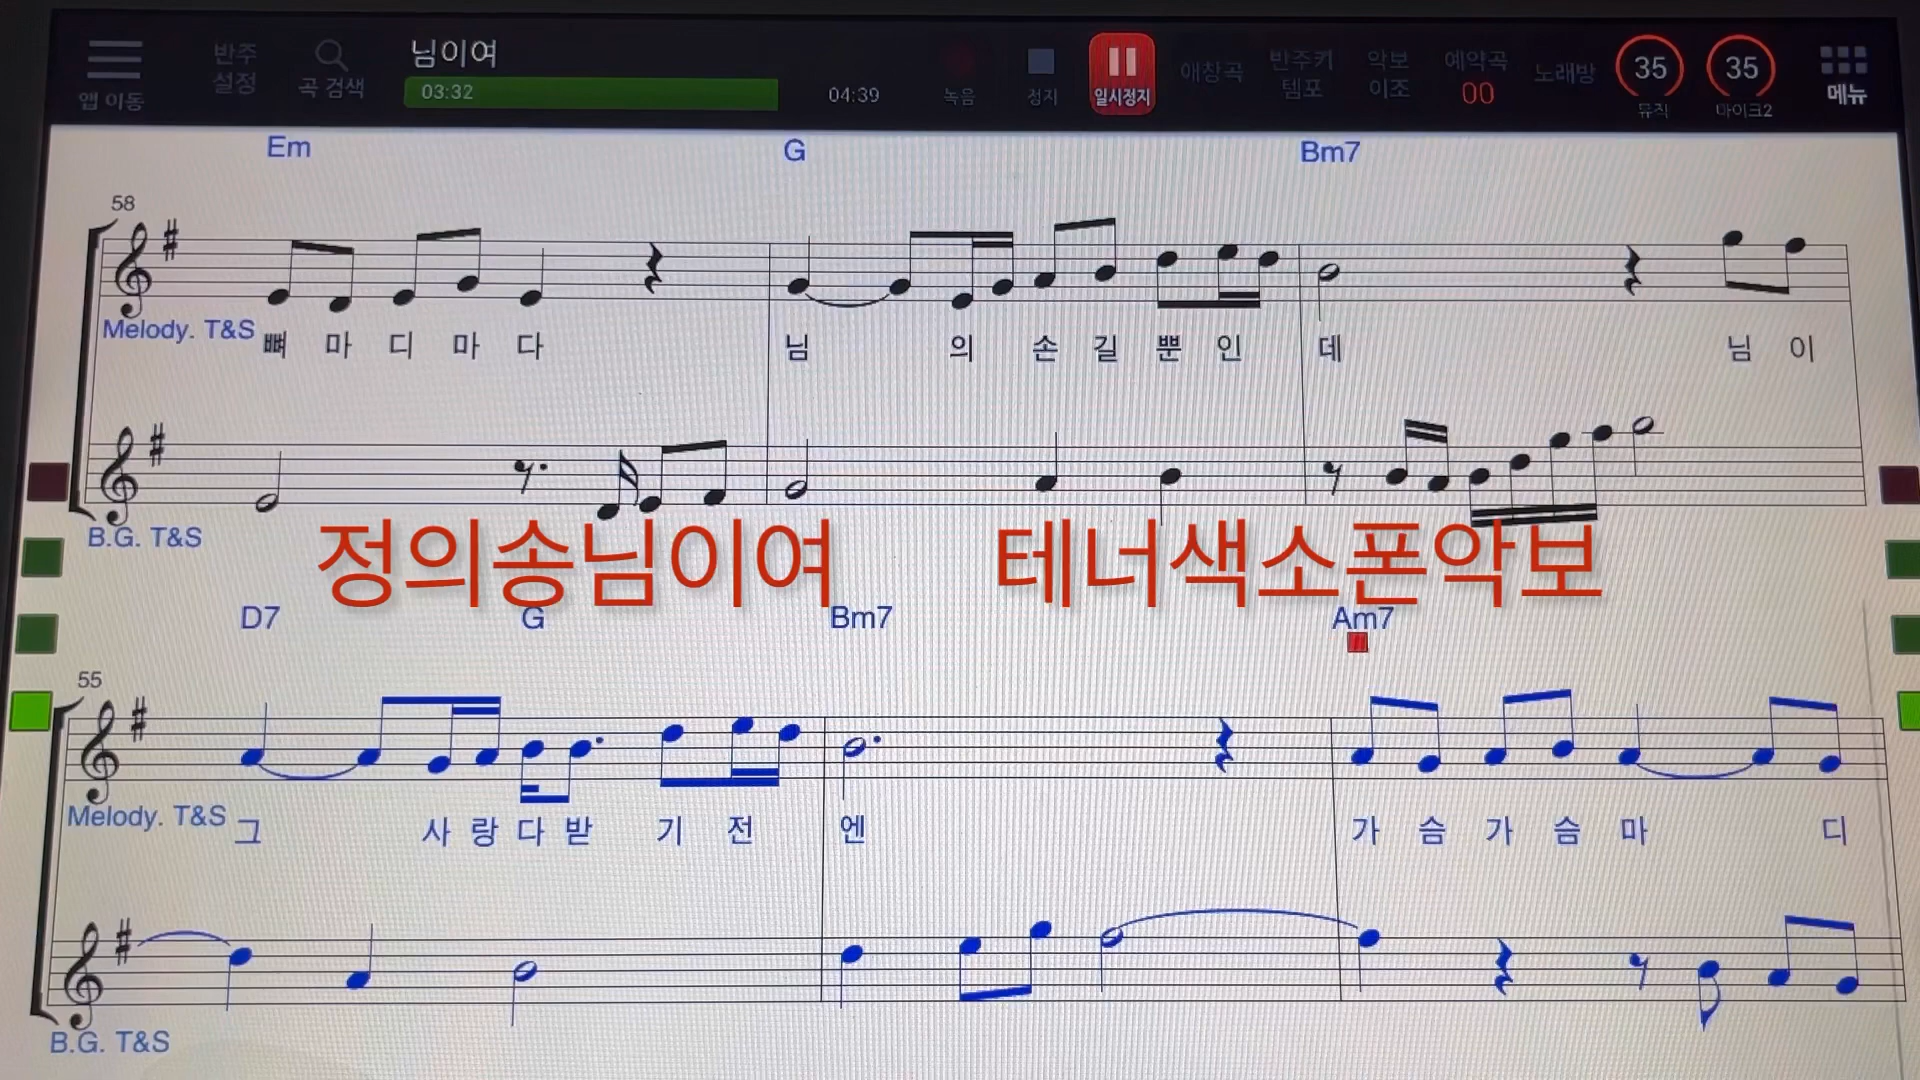 앱 이동
반주 설정
곡 검색
님이여
03:32
04:39
녹음
정지
일시정지
애창곡
반주키 템포
악보 이조
예약곡 00
노래방
35 뮤직
35 마이크2
메뉴
Em G Bm7
58
Melody. T&S
뼈 마 디 마 다 님 의 손 길 뿐 인 데 님 이
B.G. T&S
정의송님이여 테너색소폰악보
D7 G Bm7 Am7
55
Melody. T&S
그 사 랑 다 받 기 전 엔 가 슴 가 슴 마 디
B.G. T&S